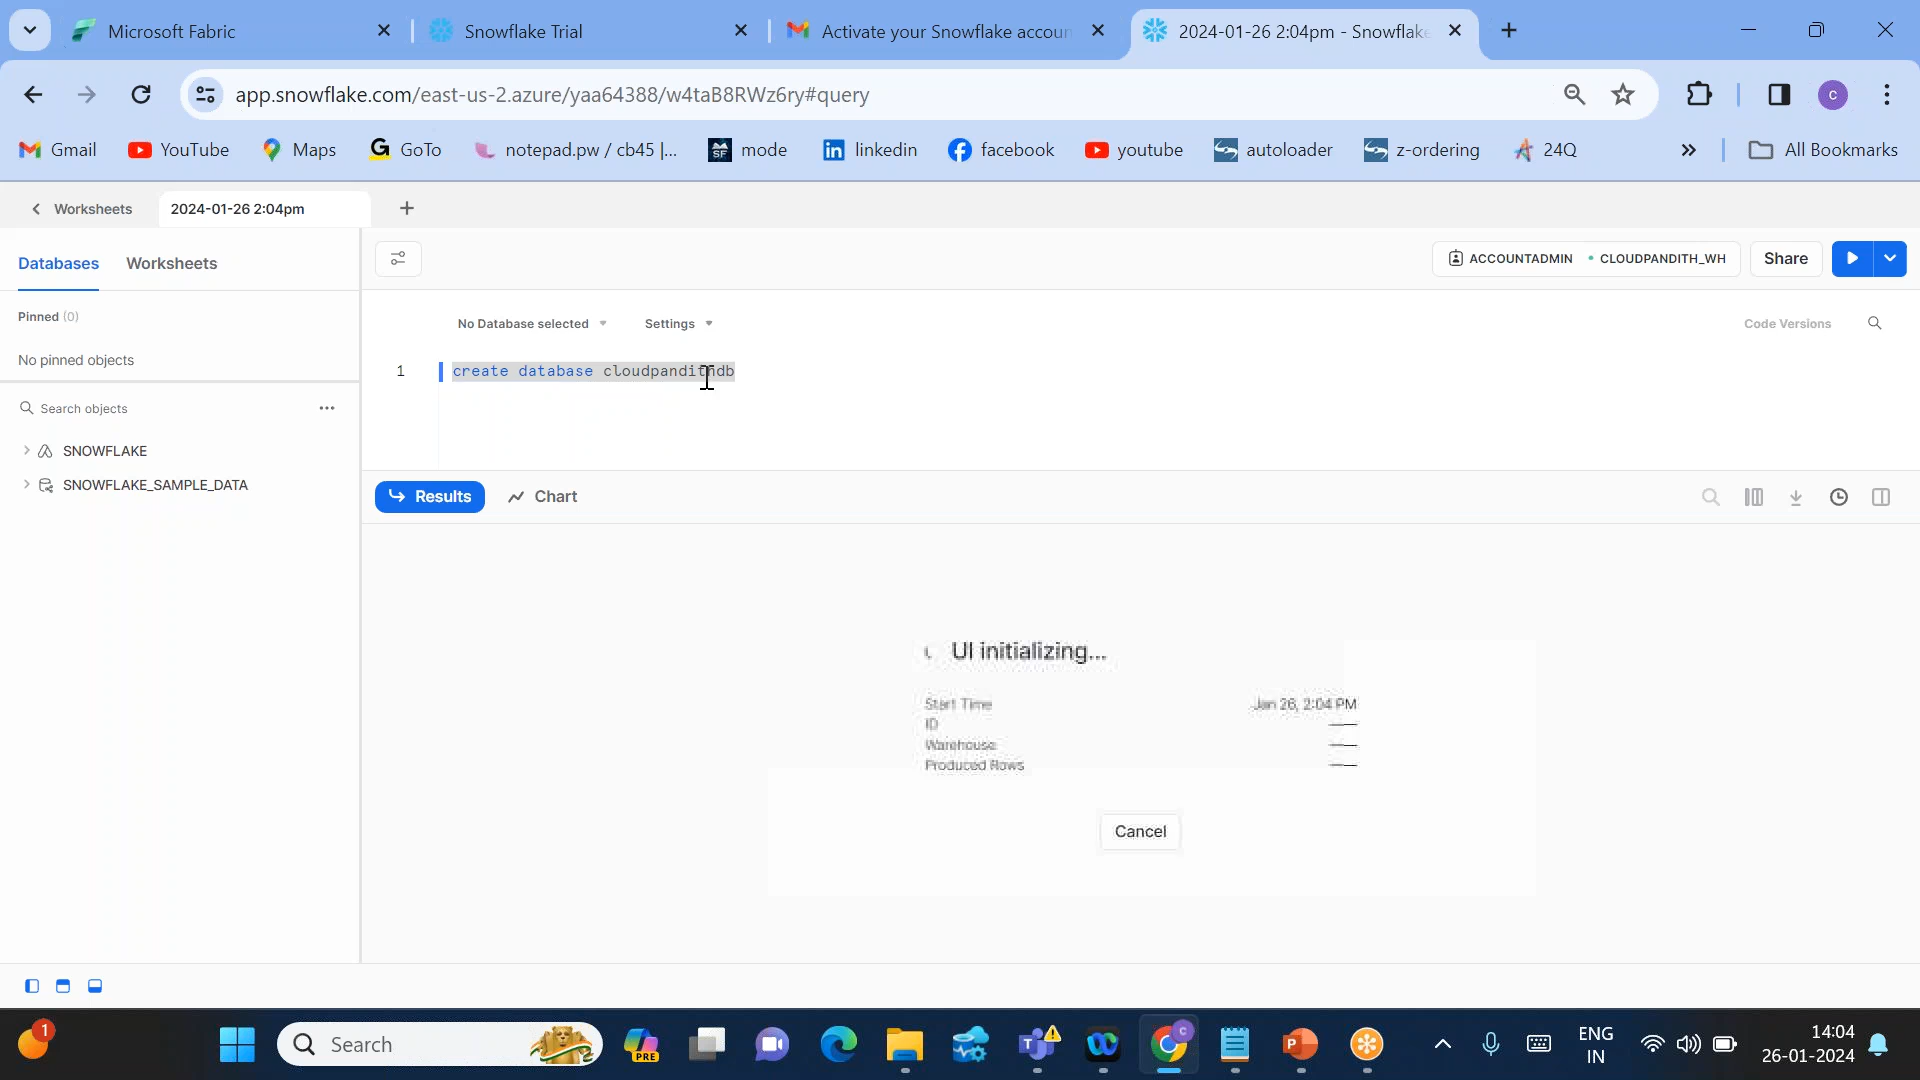 Microsoft Fabric
Snowflake Trial
Activate your Snowflake accoun
2024-01-26 2:04pm - Snowflake
app.snowflake.com/east-us-2.azure/yaa64388/w4taB8RWz6ry#query
c
Gmail
YouTube
Maps
GoTo
notepad.pw / cb45 |...
mode
linkedin
facebook
youtube
autoloader
z-ordering
24Q
All Bookmarks
Worksheets
2024-01-26 2:04pm
Databases
Worksheets
ACCOUNTADMIN
CLOUDPANDITH_WH
Share
Pinned (0)
No pinned objects
No Database selected
Settings
Code Versions
1
create database cloudpandithdb
Search objects
SNOWFLAKE
SNOWFLAKE_SAMPLE_DATA
Results
Chart
UI initializing...
Start Time
Jan 26, 2:04 PM
ID
Warehouse
Produced Rows
Cancel
1
Search
PRE
c
ENG
IN
14:04
26-01-2024